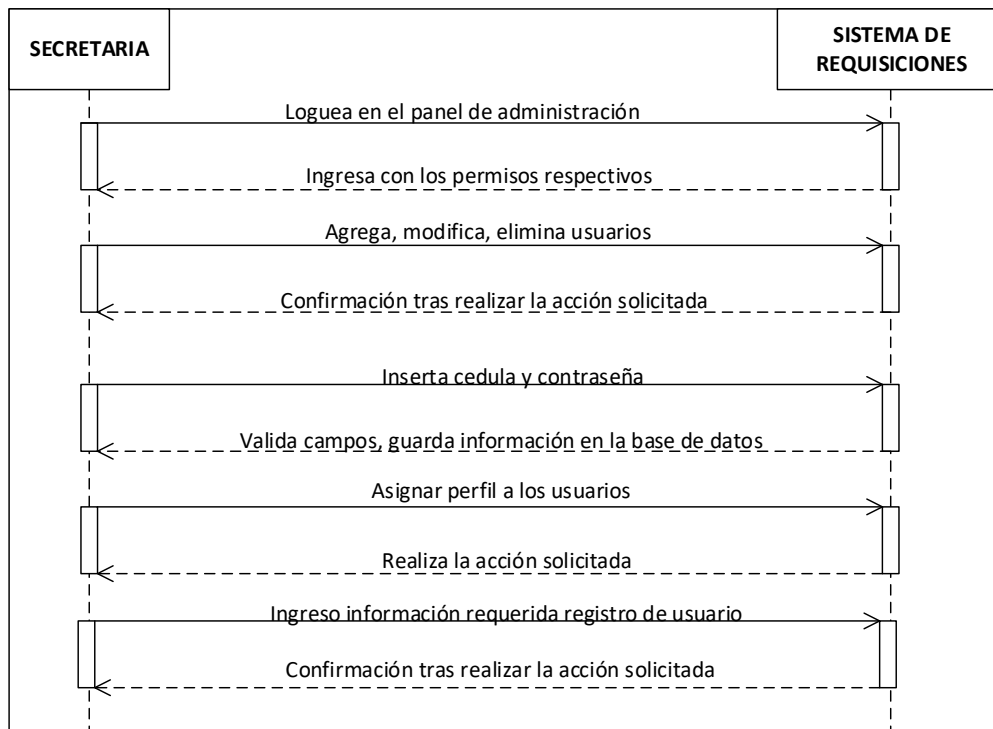 SECRETARIA
SISTEMA DE
REQUISICIONES
Loguea en el panel de administración
Ingresa con los permisos respectivos
Agrega, modifica, elimina usuarios
Confirmación tras realizar la acción solicitada
Inserta cedula y contraseña
Valida campos, guarda información en la base de datos
Asignar perfil a los usuarios
Realiza la acción solicitada
Ingreso información requerida registro de usuario
Confirmación tras realizar la acción solicitada